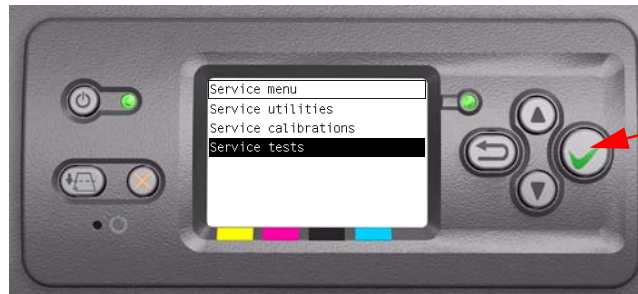 Service menu
Service utilities
Service calibrations
Service tests